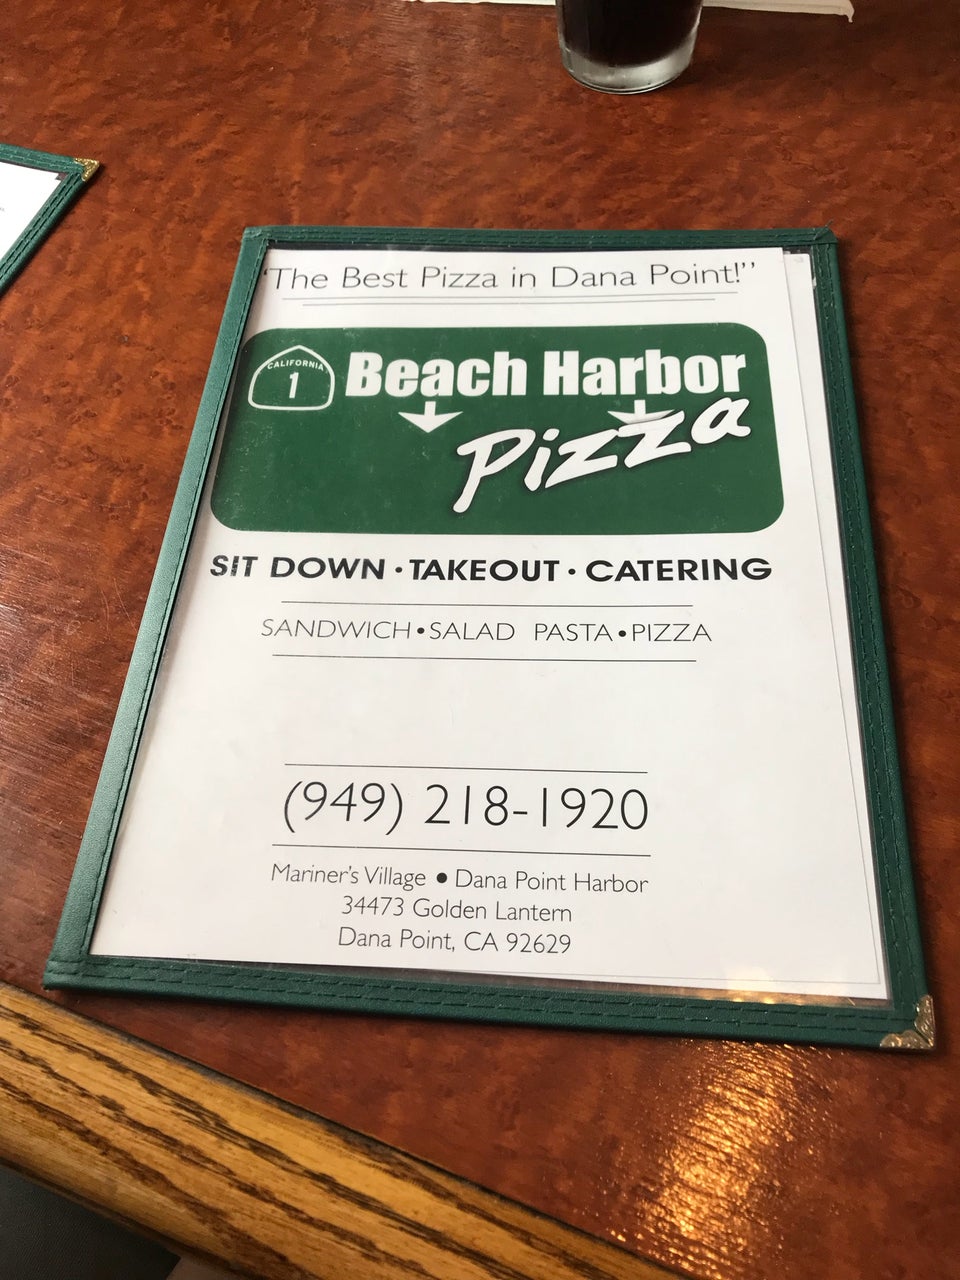 "The Best Pizza in Dana Point!"
CALIFORNIA
1
Beach Harbor
Pizza
SIT DOWN • TAKEOUT • CATERING
SANDWICH • SALAD PASTA • PIZZA
(949) 218-1920
Mariner's Village • Dana Point Harbor
34473 Golden Lantern
Dana Point, CA 92629